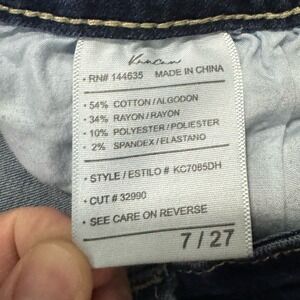 Kancan
• RN# 144635 MADE IN CHINA
• 54% COTTON/ALGODON
• 34% RAYON/RAYON
• 10% POLYESTER/POLIESTER
• 2% SPANDEX/ELASTANO
• STYLE/ESTILO # KC7085DH
• CUT # 32990
• SEE CARE ON REVERSE
7 / 27